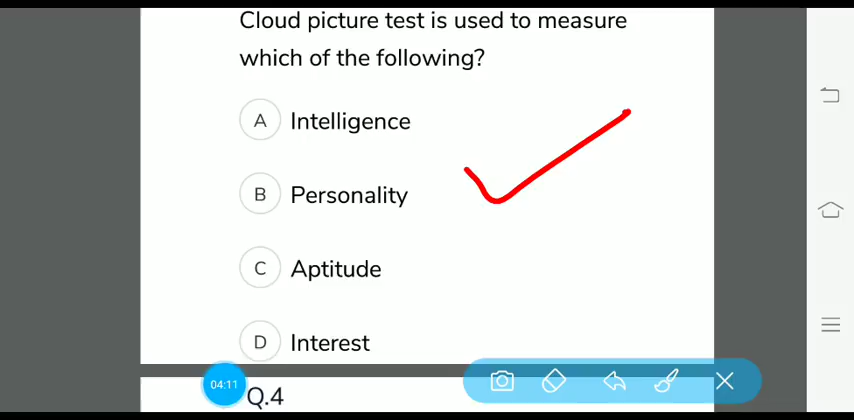 Cloud picture test is used to measure
which of the following?
A Intelligence
B Personality
C Aptitude
D Interest
04:11
Q.4